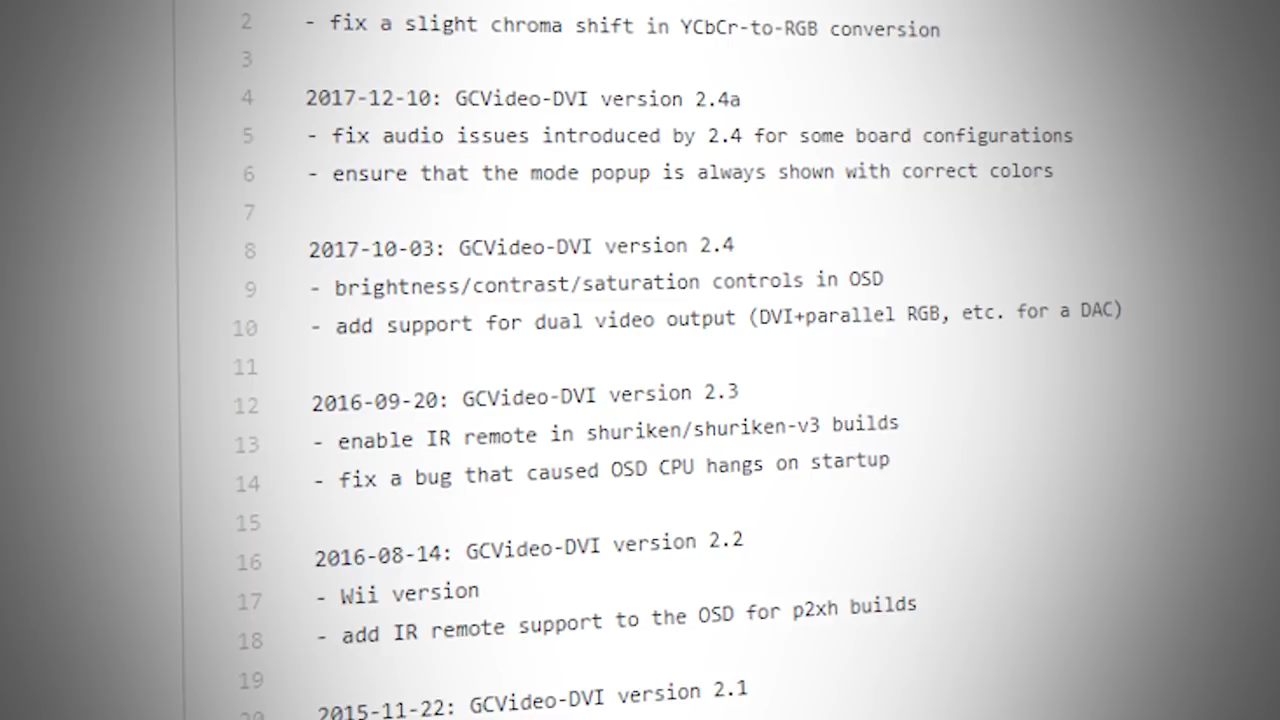 2 - fix a slight chroma shift in YCbCr-to-RGB conversion
3
4 2017-12-10: GCVideo-DVI version 2.4a
5 - fix audio issues introduced by 2.4 for some board configurations
6 - ensure that the mode popup is always shown with correct colors
7
8 2017-10-03: GCVideo-DVI version 2.4
9 - brightness/contrast/saturation controls in OSD
10 - add support for dual video output (DVI+parallel RGB, etc. for a DAC)
11
12 2016-09-20: GCVideo-DVI version 2.3
13 - enable IR remote in shuriken/shuriken-v3 builds
14 - fix a bug that caused OSD CPU hangs on startup
15
16 2016-08-14: GCVideo-DVI version 2.2
17 - Wii version
18 - add IR remote support to the OSD for p2xh builds
19
20 2015-11-22: GCVideo-DVI version 2.1